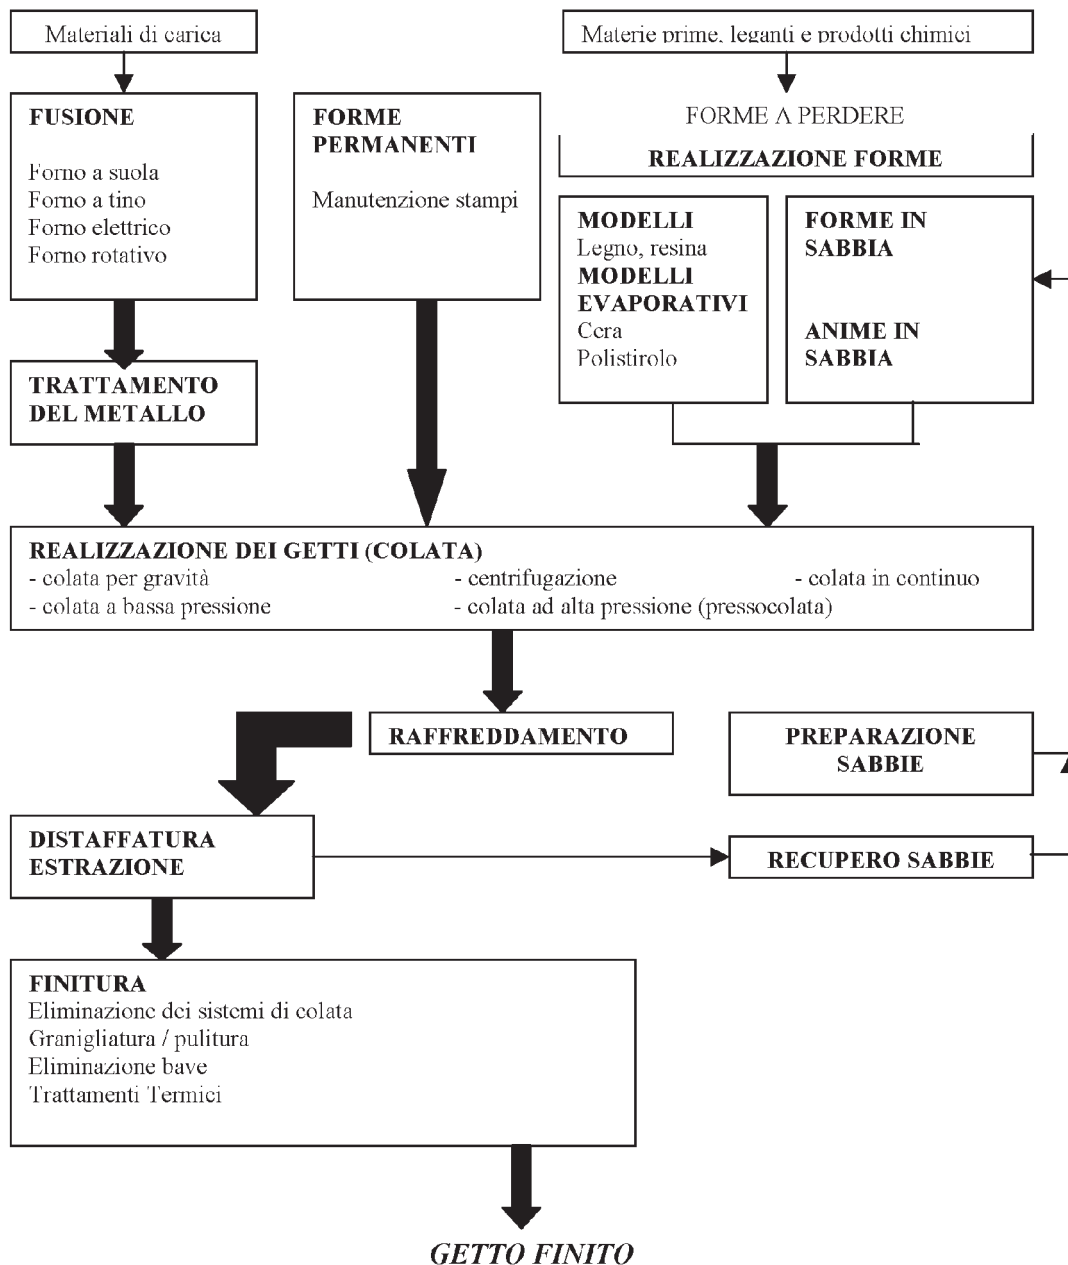 Materiali di carica
Materie prime, leganti e prodotti chimici
FUSIONE
Forno a suola
Forno a tino
Forno elettrico
Forno rotativo
FORME
PERMANENTI
Manutenzione stampi
FORME A PERDERE
REALIZZAZIONE FORME
MODELLI
Legno, resina
MODELLI
EVAPORATIVI
Cera
Polistirolo
FORME IN
SABBIA
ANIME IN
SABBIA
TRATTAMENTO
DEL METALLO
REALIZZAZIONE DEI GETTI (COLATA)
- colata per gravità - centrifugazione - colata in continuo
- colata a bassa pressione - colata ad alta pressione (pressocolata)
RAFFREDDAMENTO
PREPARAZIONE
SABBIE
DISTAFFATURA
ESTRAZIONE
RECUPERO SABBIE
FINITURA
Eliminazione dei sistemi di colata
Granigliatura / pulitura
Eliminazione bave
Trattamenti Termici
GETTO FINITO